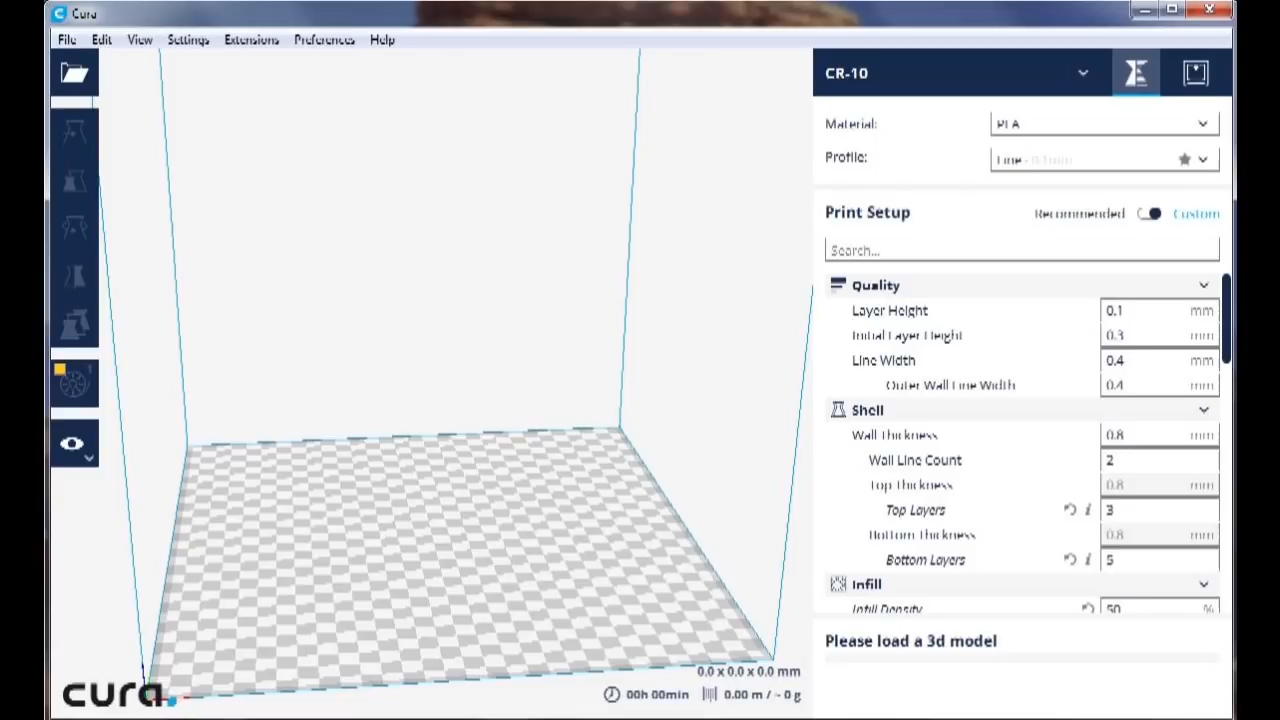 Cura
File Edit View Settings Extensions Preferences Help
CR-10
Material: PLA
Profile: Fine - 0.1mm
Print Setup Recommended Custom
Search...
Quality
Layer Height 0.1 mm
Initial Layer Height 0.3 mm
Line Width 0.4 mm
Outer Wall Line Width 0.4 mm
Shell
Wall Thickness 0.8 mm
Wall Line Count 2
Top Thickness 0.8 mm
Top Layers 3
Bottom Thickness 0.8 mm
Bottom Layers 5
Infill
Infill Density 50 %
1
Please load a 3d model
0.0 x 0.0 x 0.0 mm
00h 00min 0.00 m / ~ 0 g
cura.